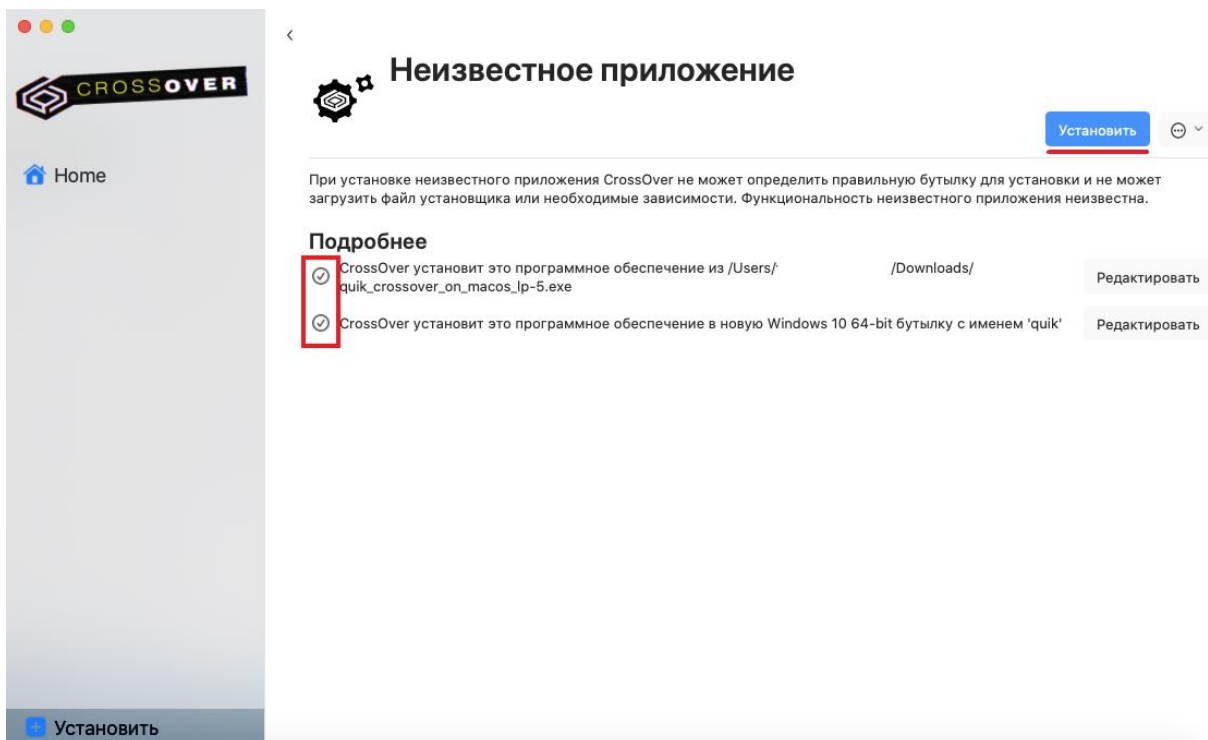 CROSSOVER
Home
Неизвестное приложение
Установить
При установке неизвестного приложения CrossOver не может определить правильную бутылку для установки и не может
загрузить файл установщика или необходимые зависимости. Функциональность неизвестного приложения неизвестна.
Подробнее
CrossOver установит это программное обеспечение из /Users/ /Downloads/
quik_crossover_on_macos_lp-5.exe
Редактировать
CrossOver установит это программное обеспечение в новую Windows 10 64-bit бутылку с именем 'quik'
Редактировать
Установить